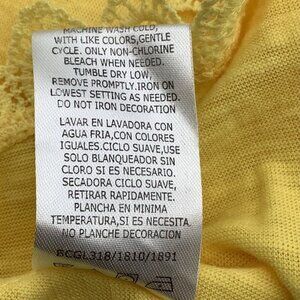 MACHINE WASH COLD,
WITH LIKE COLORS,GENTLE
CYCLE. ONLY NON-CHLORINE
BLEACH WHEN NEEDED.
TUMBLE DRY LOW,
REMOVE PROMPTLY.IRON ON
LOWEST SETTING AS NEEDED.
DO NOT IRON DECORATION
LAVAR EN LAVADORA CON
AGUA FRIA,CON COLORES
IGUALES.CICLO SUAVE,USE
SOLO BLANQUEADOR SIN
CLORO SI ES NECESARIO.
SECADORA CICLO SUAVE,
RETIRAR RAPIDAMENTE.
PLANCHA EN MINIMA
TEMPERATURA,SI ES NECESITA
NO PLANCHA DECORACION
BCGL318/1810/1891